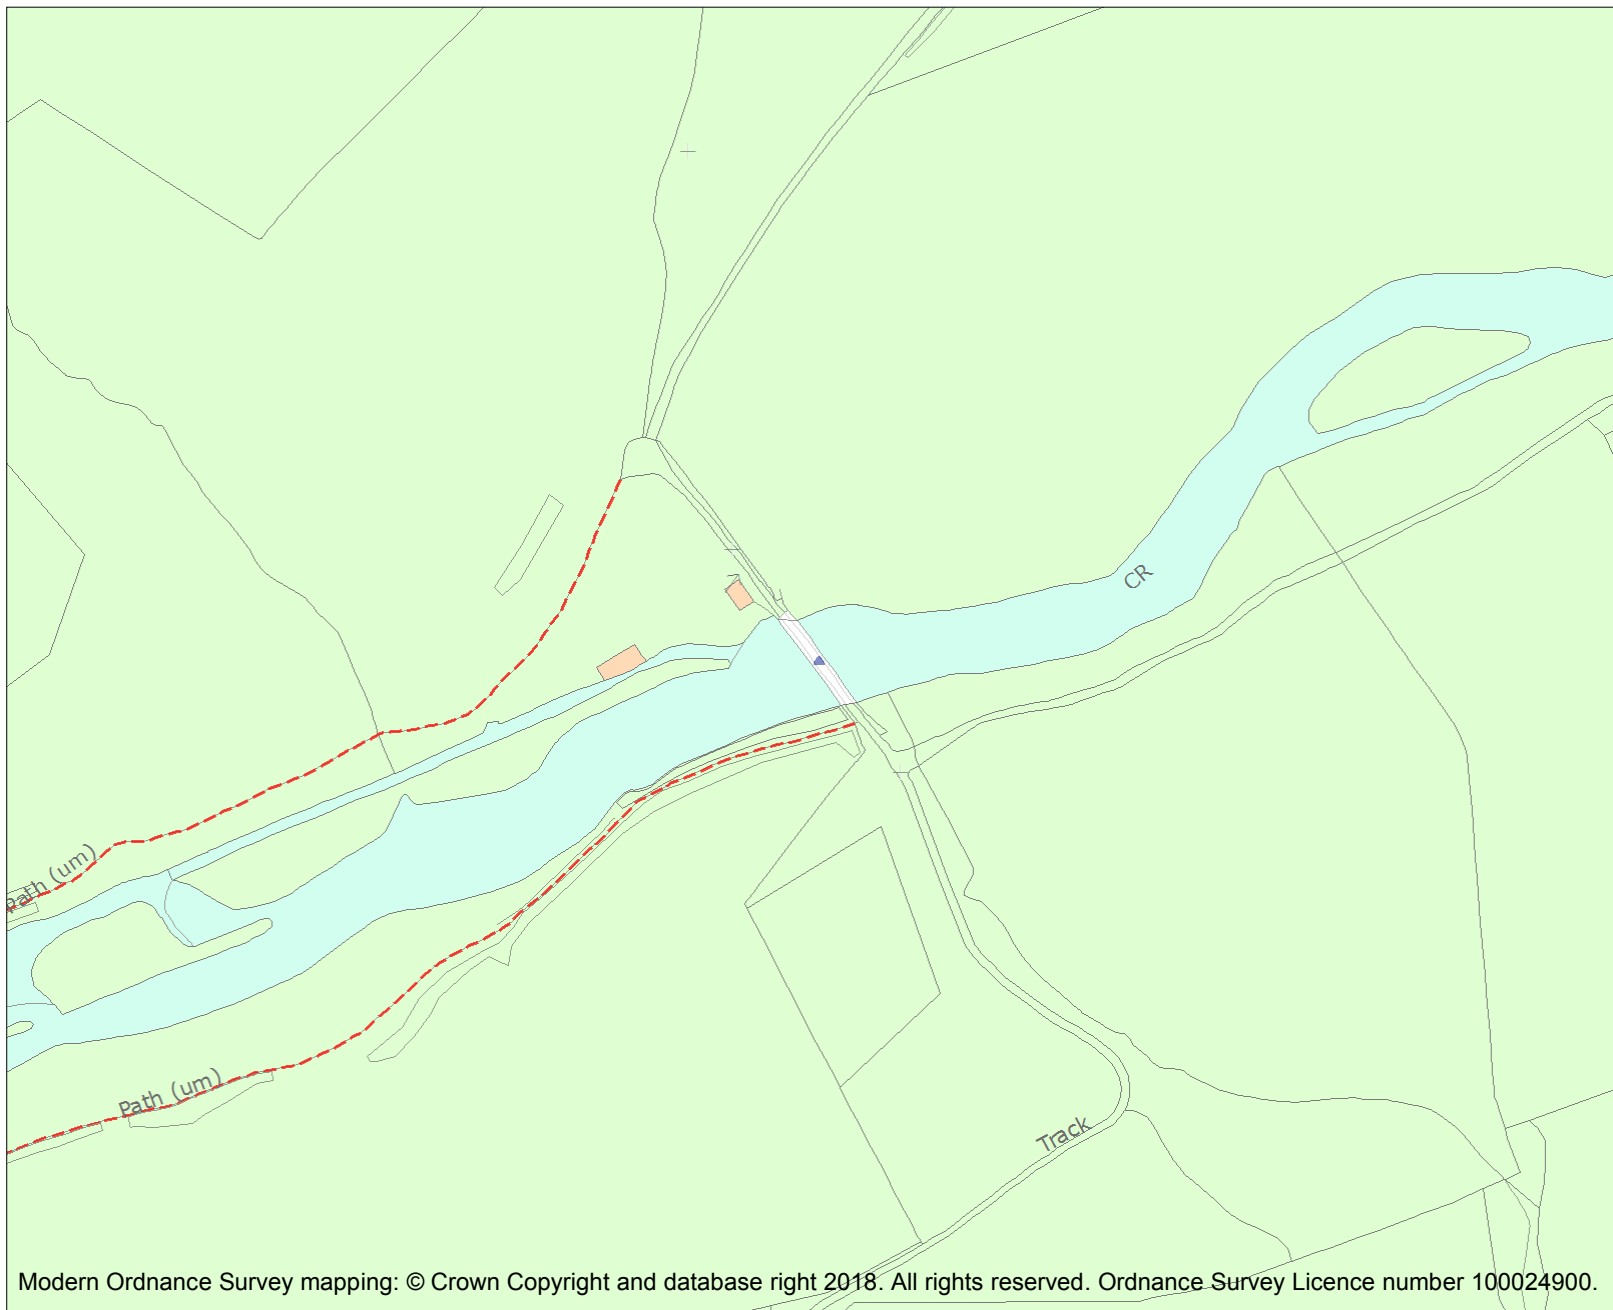 CR
Path (um)
Path (um)
Track
Modern Ordnance Survey mapping: © Crown Copyright and database right 2018. All rights reserved. Ordnance Survey Licence number 100024900.